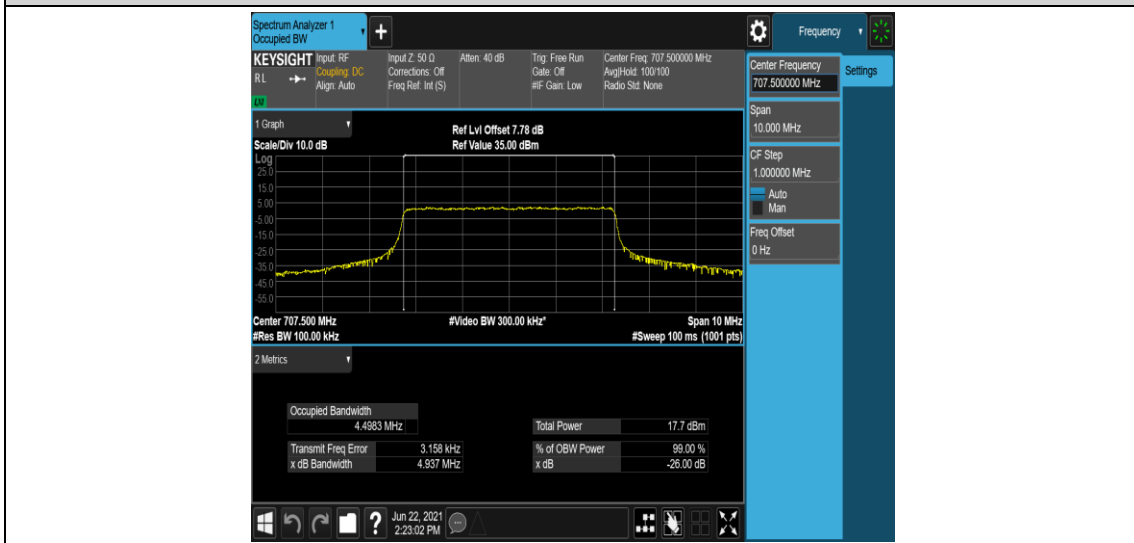 Spectrum Analyzer 1
Occupied BW
Frequency
KEYSIGHT
RL
LXI
Input: RF
Coupling: DC
Align: Auto
Input Z: 50 Ω
Corrections: Off
Freq Ref: Int (S)
Atten: 40 dB
Trig: Free Run
Gate: Off
#IF Gain: Low
Center Freq: 707.500000 MHz
Avg|Hold: 100/100
Radio Std: None
Center Frequency
707.500000 MHz
Settings
Span
10.000 MHz
CF Step
1.000000 MHz
Auto
Man
Freq Offset
0 Hz
1 Graph
Scale/Div 10.0 dB
Ref Lvl Offset 7.78 dB
Ref Value 35.00 dBm
Log
25.0
15.0
5.00
-5.00
-15.0
-25.0
-35.0
-45.0
-55.0
Center 707.500 MHz
#Video BW 300.00 kHz*
Span 10 MHz
#Res BW 100.00 kHz
#Sweep 100 ms (1001 pts)
2 Metrics
Occupied Bandwidth
4.4983 MHz
Total Power 17.7 dBm
Transmit Freq Error 3.158 kHz
% of OBW Power 99.00 %
x dB Bandwidth 4.937 MHz
x dB -26.00 dB
Jun 22, 2021
2:23:02 PM